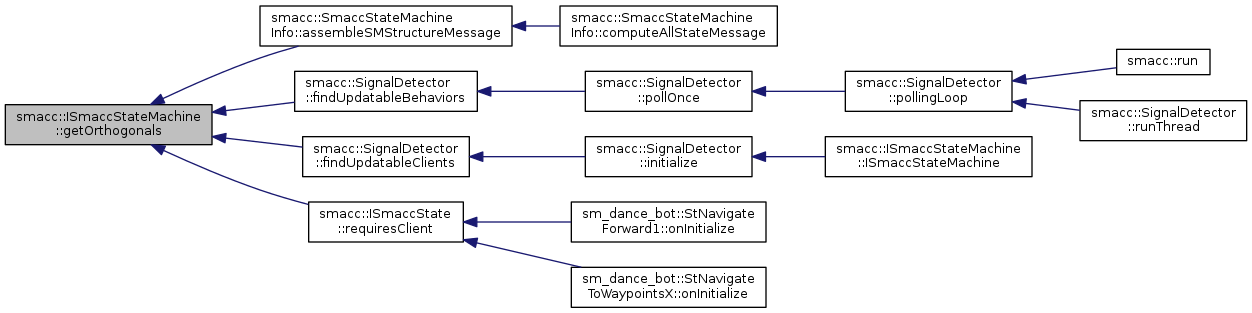 smacc::ISmaccStateMachine
::getOrthogonals
smacc::SmaccStateMachine
Info::assembleSMStructureMessage
smacc::SmaccStateMachine
Info::computeAllStateMessage
smacc::SignalDetector
::findUpdatableBehaviors
smacc::SignalDetector
::pollOnce
smacc::SignalDetector
::pollingLoop
smacc::run
smacc::SignalDetector
::runThread
smacc::SignalDetector
::findUpdatableClients
smacc::SignalDetector
::initialize
smacc::ISmaccStateMachine
::ISmaccStateMachine
smacc::ISmaccState
::requiresClient
sm_dance_bot::StNavigate
Forward1::onInitialize
sm_dance_bot::StNavigate
ToWaypointsX::onInitialize